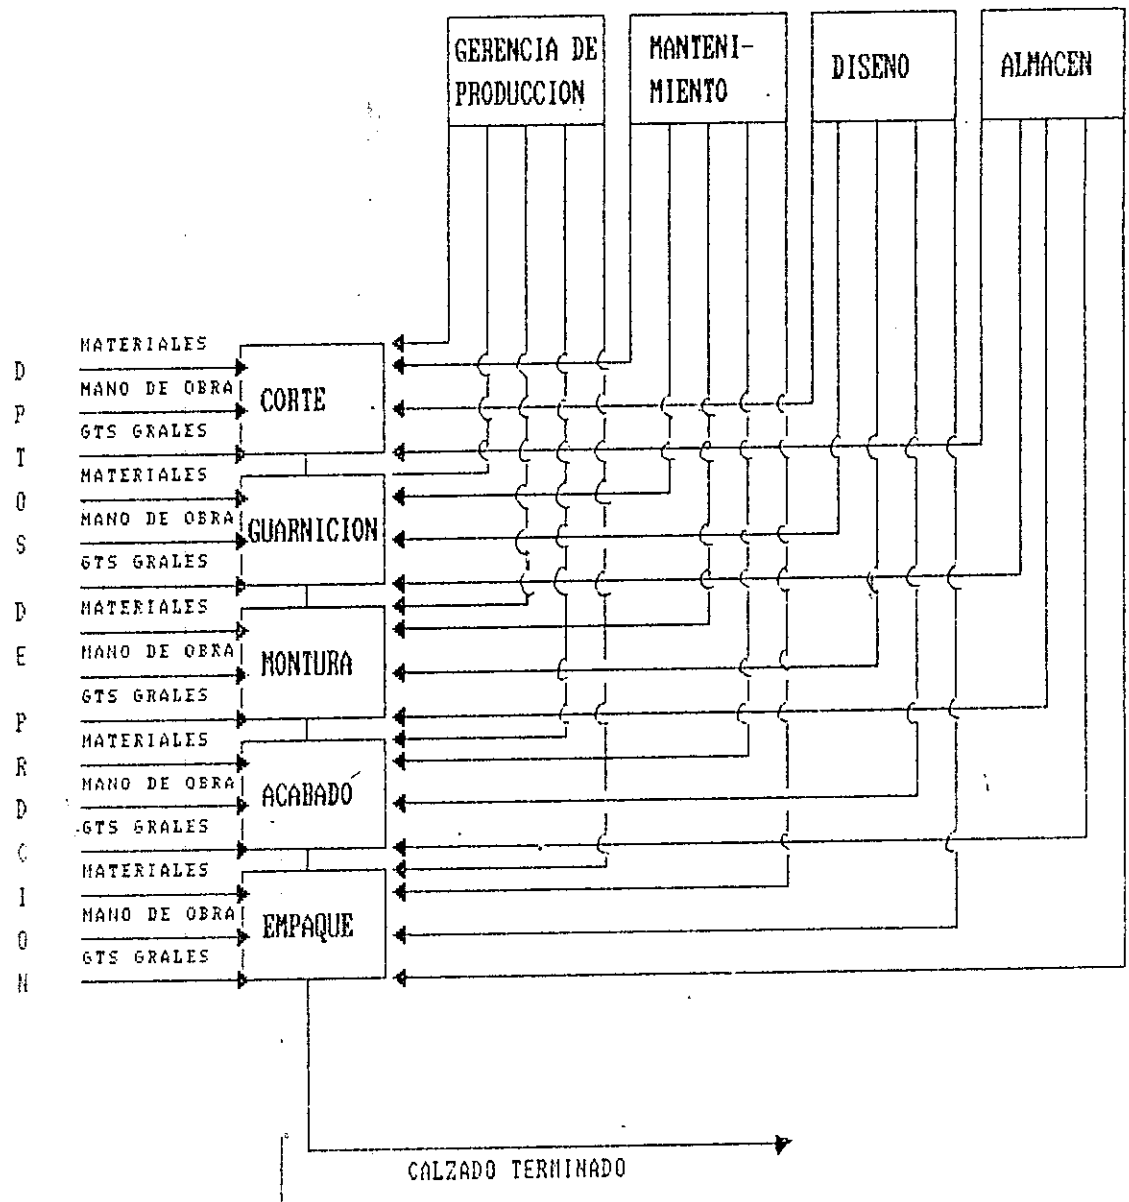 GERENCIA DE
PRODUCCION
MANTENI-
MIENTO
DISENO
ALMACEN
D
P
T
O
S
D
E
P
R
D
C
I
O
N
MATERIALES
MANO DE OBRA
GTS GRALES
CORTE
MATERIALES
MANO DE OBRA
GTS GRALES
GUARNICION
MATERIALES
MANO DE OBRA
GTS GRALES
MONTURA
MATERIALES
MANO DE OBRA
GTS GRALES
ACABADO
MATERIALES
MANO DE OBRA
GTS GRALES
EMPAQUE
CALZADO TERMINADO